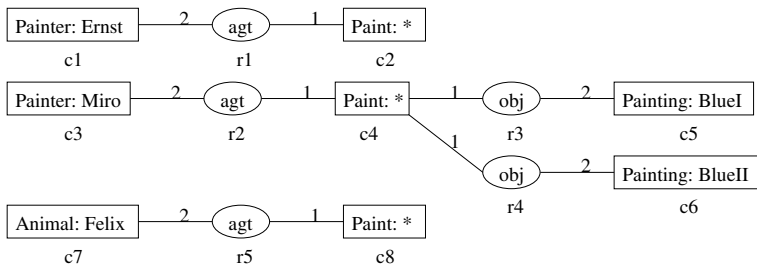 Painter: Ernst 2 agt 1 Paint: *
c1 r1 c2
Painter: Miro 2 agt 1 Paint: * 1 obj 2 Painting: BlueI
c3 r2 c4 r3 c5
1 obj 2 Painting: BlueII
r4 c6
Animal: Felix 2 agt 1 Paint: *
c7 r5 c8